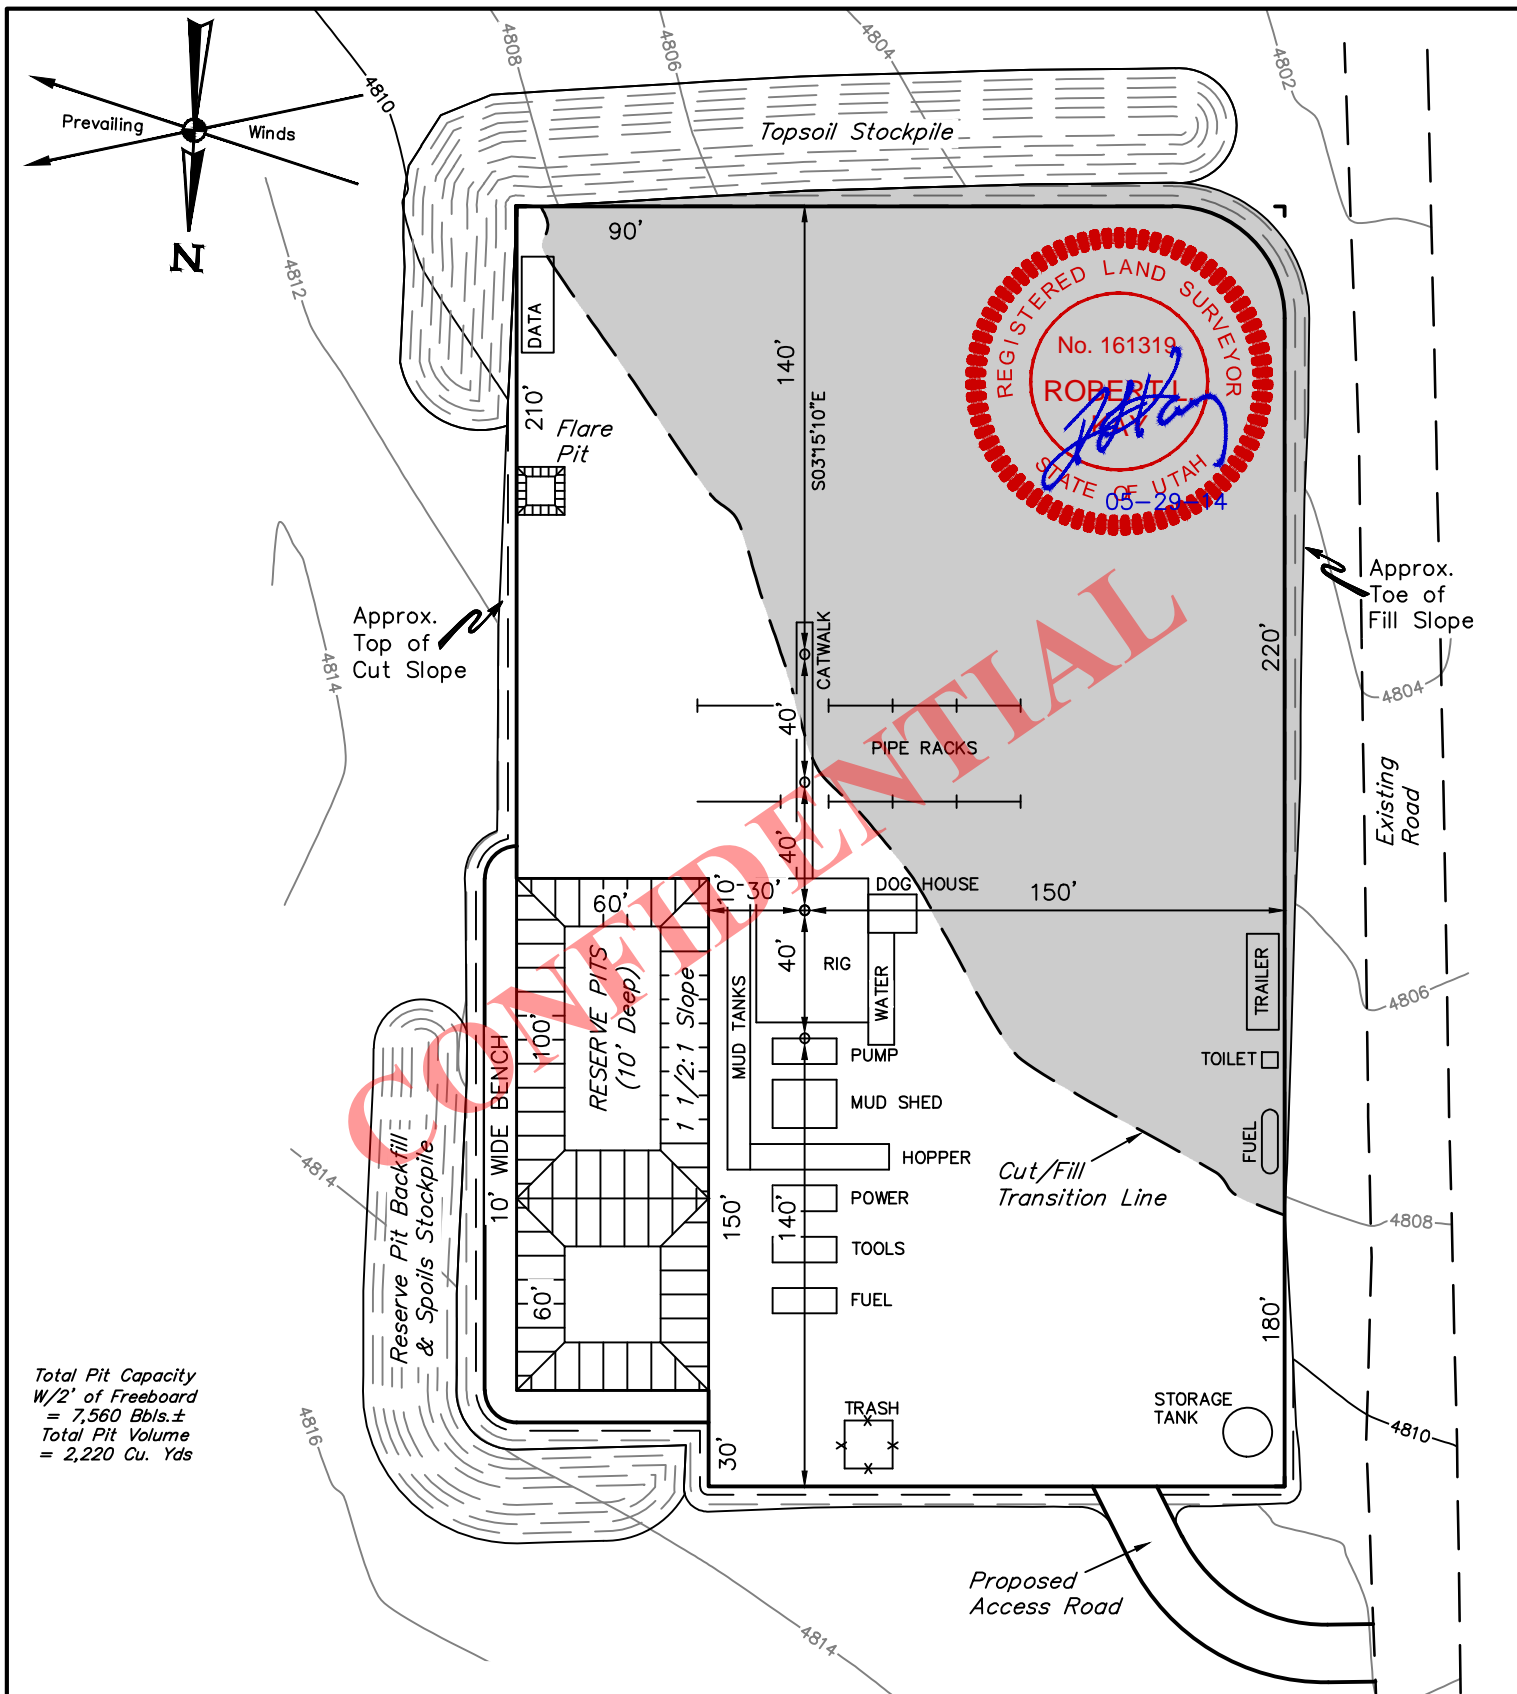 4808
4806
4804
4802
4810
Prevailing Winds
N
Topsoil Stockpile
90'
4812
DATA
210'
140'
S03°15'10"E
REGISTERED LAND SURVEYOR
No. 161319
ROBERT L.
KAY
STATE OF UTAH
05-29-14
Flare
Pit
Approx.
Top of
Cut Slope
Approx.
Toe of
Fill Slope
4814
CATWALK
220'
4804
40'
PIPE RACKS
Existing
Road
40'
CONFIDENTIAL
60'
10'
30'
DOG HOUSE
150'
40'
RIG
WATER
MUD TANKS
TRAILER
4806
RESERVE PITS
(10' Deep)
1 1/2:1 Slope
100'
10' WIDE BENCH
PUMP
TOILET
MUD SHED
FUEL
HOPPER
Cut/Fill
Transition Line
4814
Reserve Pit Backfill
& Spoils Stockpile
150'
140'
POWER
4808
TOOLS
60'
FUEL
180'
Total Pit Capacity
W/2' of Freeboard
= 7,560 Bbls.±
Total Pit Volume
= 2,220 Cu. Yds
4816
30'
TRASH
STORAGE
TANK
4810
Proposed
Access Road
4814